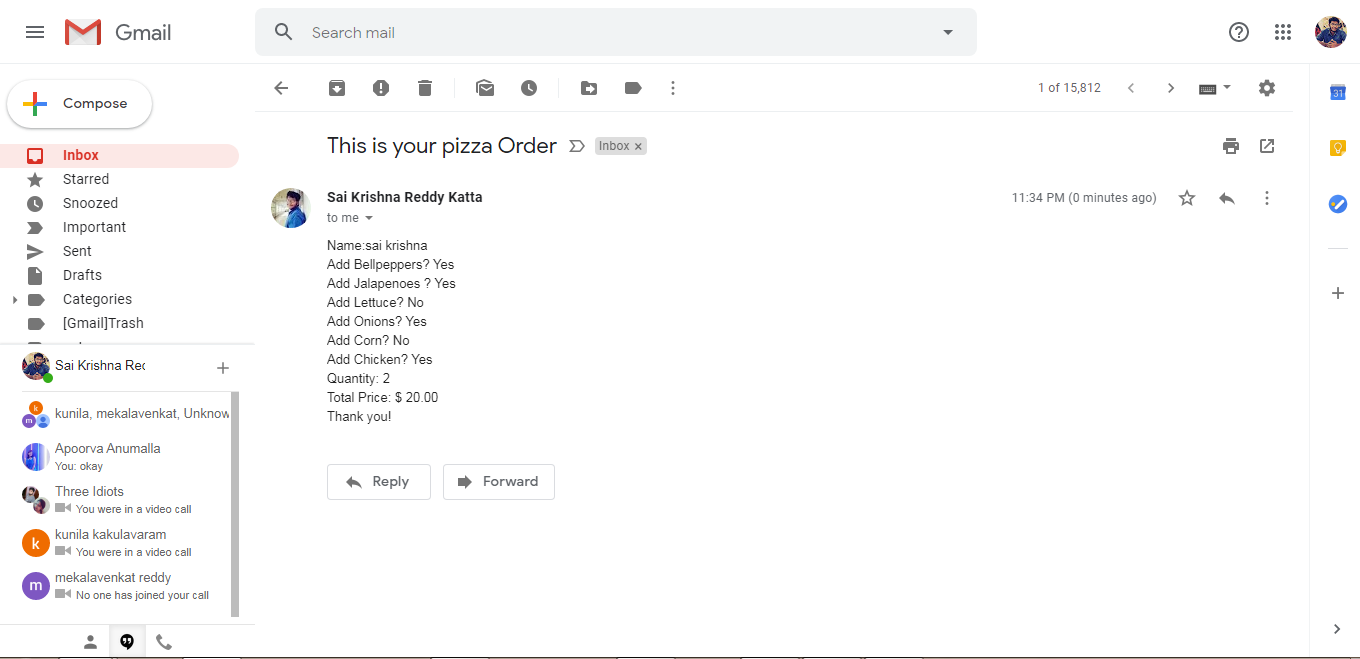 Gmail
Search mail
Compose
1 of 15,812
31
Inbox
Starred
Snoozed
Important
Sent
Drafts
Categories
[Gmail]Trash
This is your pizza Order
Inbox ×
Sai Krishna Reddy Katta
11:34 PM (0 minutes ago)
to me
Name:sai krishna
Add Bellpeppers? Yes
Add Jalapenoes ? Yes
Add Lettuce? No
Add Onions? Yes
Add Corn? No
Add Chicken? Yes
Quantity: 2
Total Price: $ 20.00
Thank you!
Reply
Forward
Sai Krishna Rec
k
m
kunila, mekalavenkat, Unknow
Apoorva Anumalla
You: okay
Three Idiots
You were in a video call
k
kunila kakulavaram
You were in a video call
m
mekalavenkat reddy
No one has joined your call